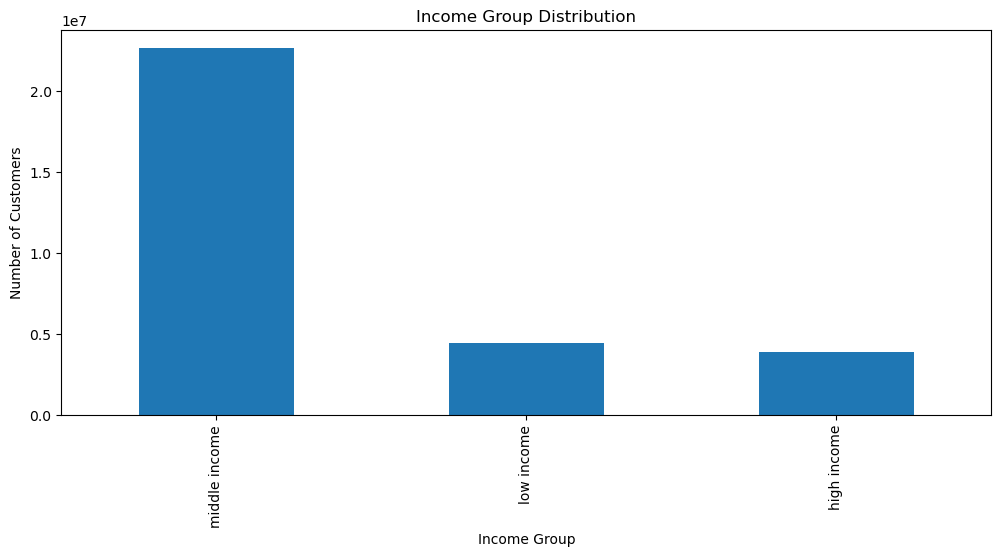 Income Group Distribution
1e7
2.0
1.5
1.0
0.5
0.0
Number of Customers
middle income
low income
high income
Income Group